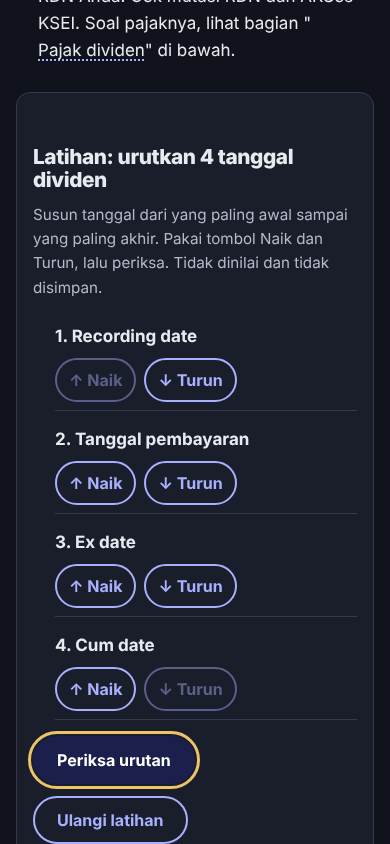 KSEI. Soal pajaknya, lihat bagian "
Pajak dividen" di bawah.
Latihan: urutkan 4 tanggal
dividen
Susun tanggal dari yang paling awal sampai
yang paling akhir. Pakai tombol Naik dan
Turun, lalu periksa. Tidak dinilai dan tidak
disimpan.
1. Recording date
↑ Naik ↓ Turun
2. Tanggal pembayaran
↑ Naik ↓ Turun
3. Ex date
↑ Naik ↓ Turun
4. Cum date
↑ Naik ↓ Turun
Periksa urutan
Ulangi latihan